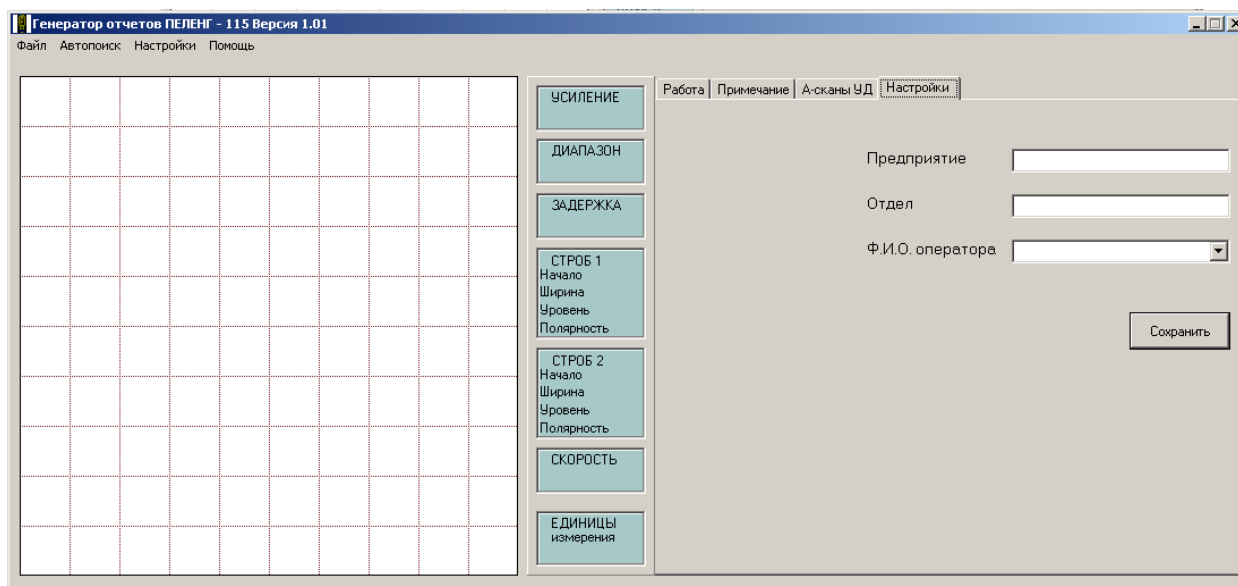 Генератор отчетов ПЕЛЕНГ - 115 Версия 1.01
Файл Автопоиск Настройки Помощь
УСИЛЕНИЕ
ДИАПАЗОН
ЗАДЕРЖКА
СТРОБ 1
Начало
Ширина
Уровень
Полярность
СТРОБ 2
Начало
Ширина
Уровень
Полярность
СКОРОСТЬ
ЕДИНИЦЫ
измерения
Работа Примечание А-сканы УД Настройки
Предприятие
Отдел
Ф.И.О. оператора
Сохранить